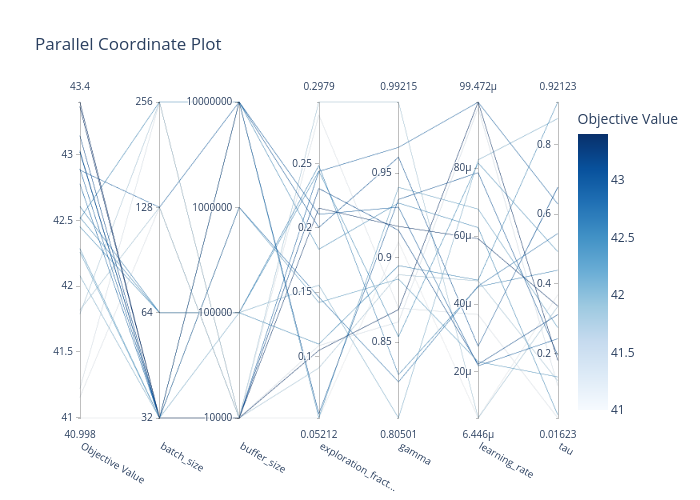 Parallel Coordinate Plot
43.4
43
42.5
42
41.5
41
40.998
Objective Value
256
128
64
32
batch_size
10000000
1000000
100000
10000
buffer_size
0.2979
0.25
0.2
0.15
0.1
0.05212
exploration_fract...
0.99215
0.95
0.9
0.85
0.80501
gamma
99.472μ
80μ
60μ
40μ
20μ
6.446μ
learning_rate
0.92123
0.8
0.6
0.4
0.2
0.01623
tau
Objective Value
43
42.5
42
41.5
41